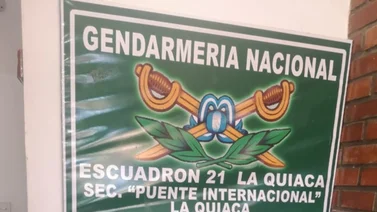 GENDARMERIA NACIONAL
ESCUADRON 21 LA QUIACA
SEC. "PUENTE INTERNACIONAL"
LA QUIACA